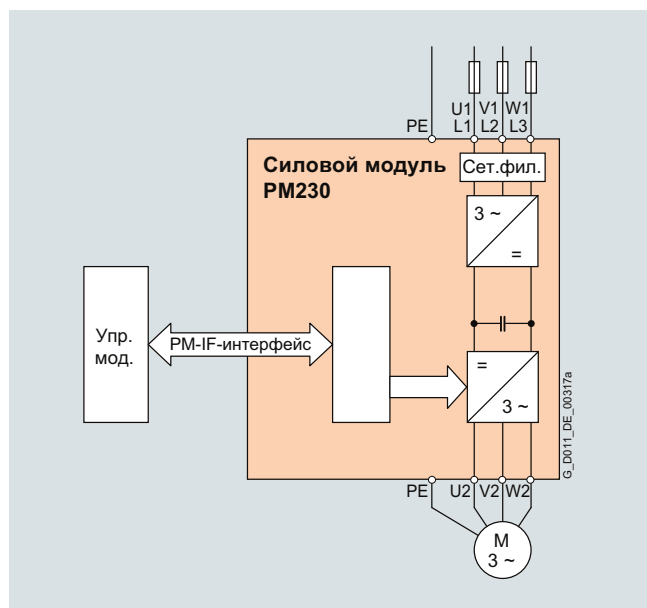 U1 V1 W1
PE L1 L2 L3
Силовой модуль
PM230
Сет.фил.
3 ~
=
Упр.
мод.
PM-IF-интерфейс
=
3 ~
G_D011_DE_00317a
PE U2 V2 W2
M
3 ~